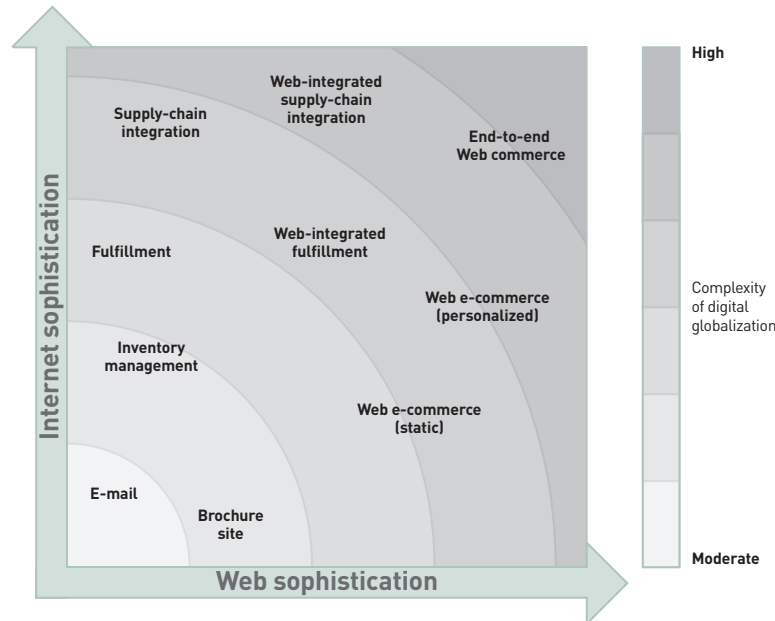 High
Web-integrated
supply-chain
integration
Supply-chain
integration
End-to-end
Web commerce
Internet sophistication
Web-integrated
fulfillment
Fulfillment
Complexity
of digital
globalization
Web e-commerce
(personalized)
Inventory
management
Web e-commerce
(static)
E-mail
Brochure
site
Moderate
Web sophistication